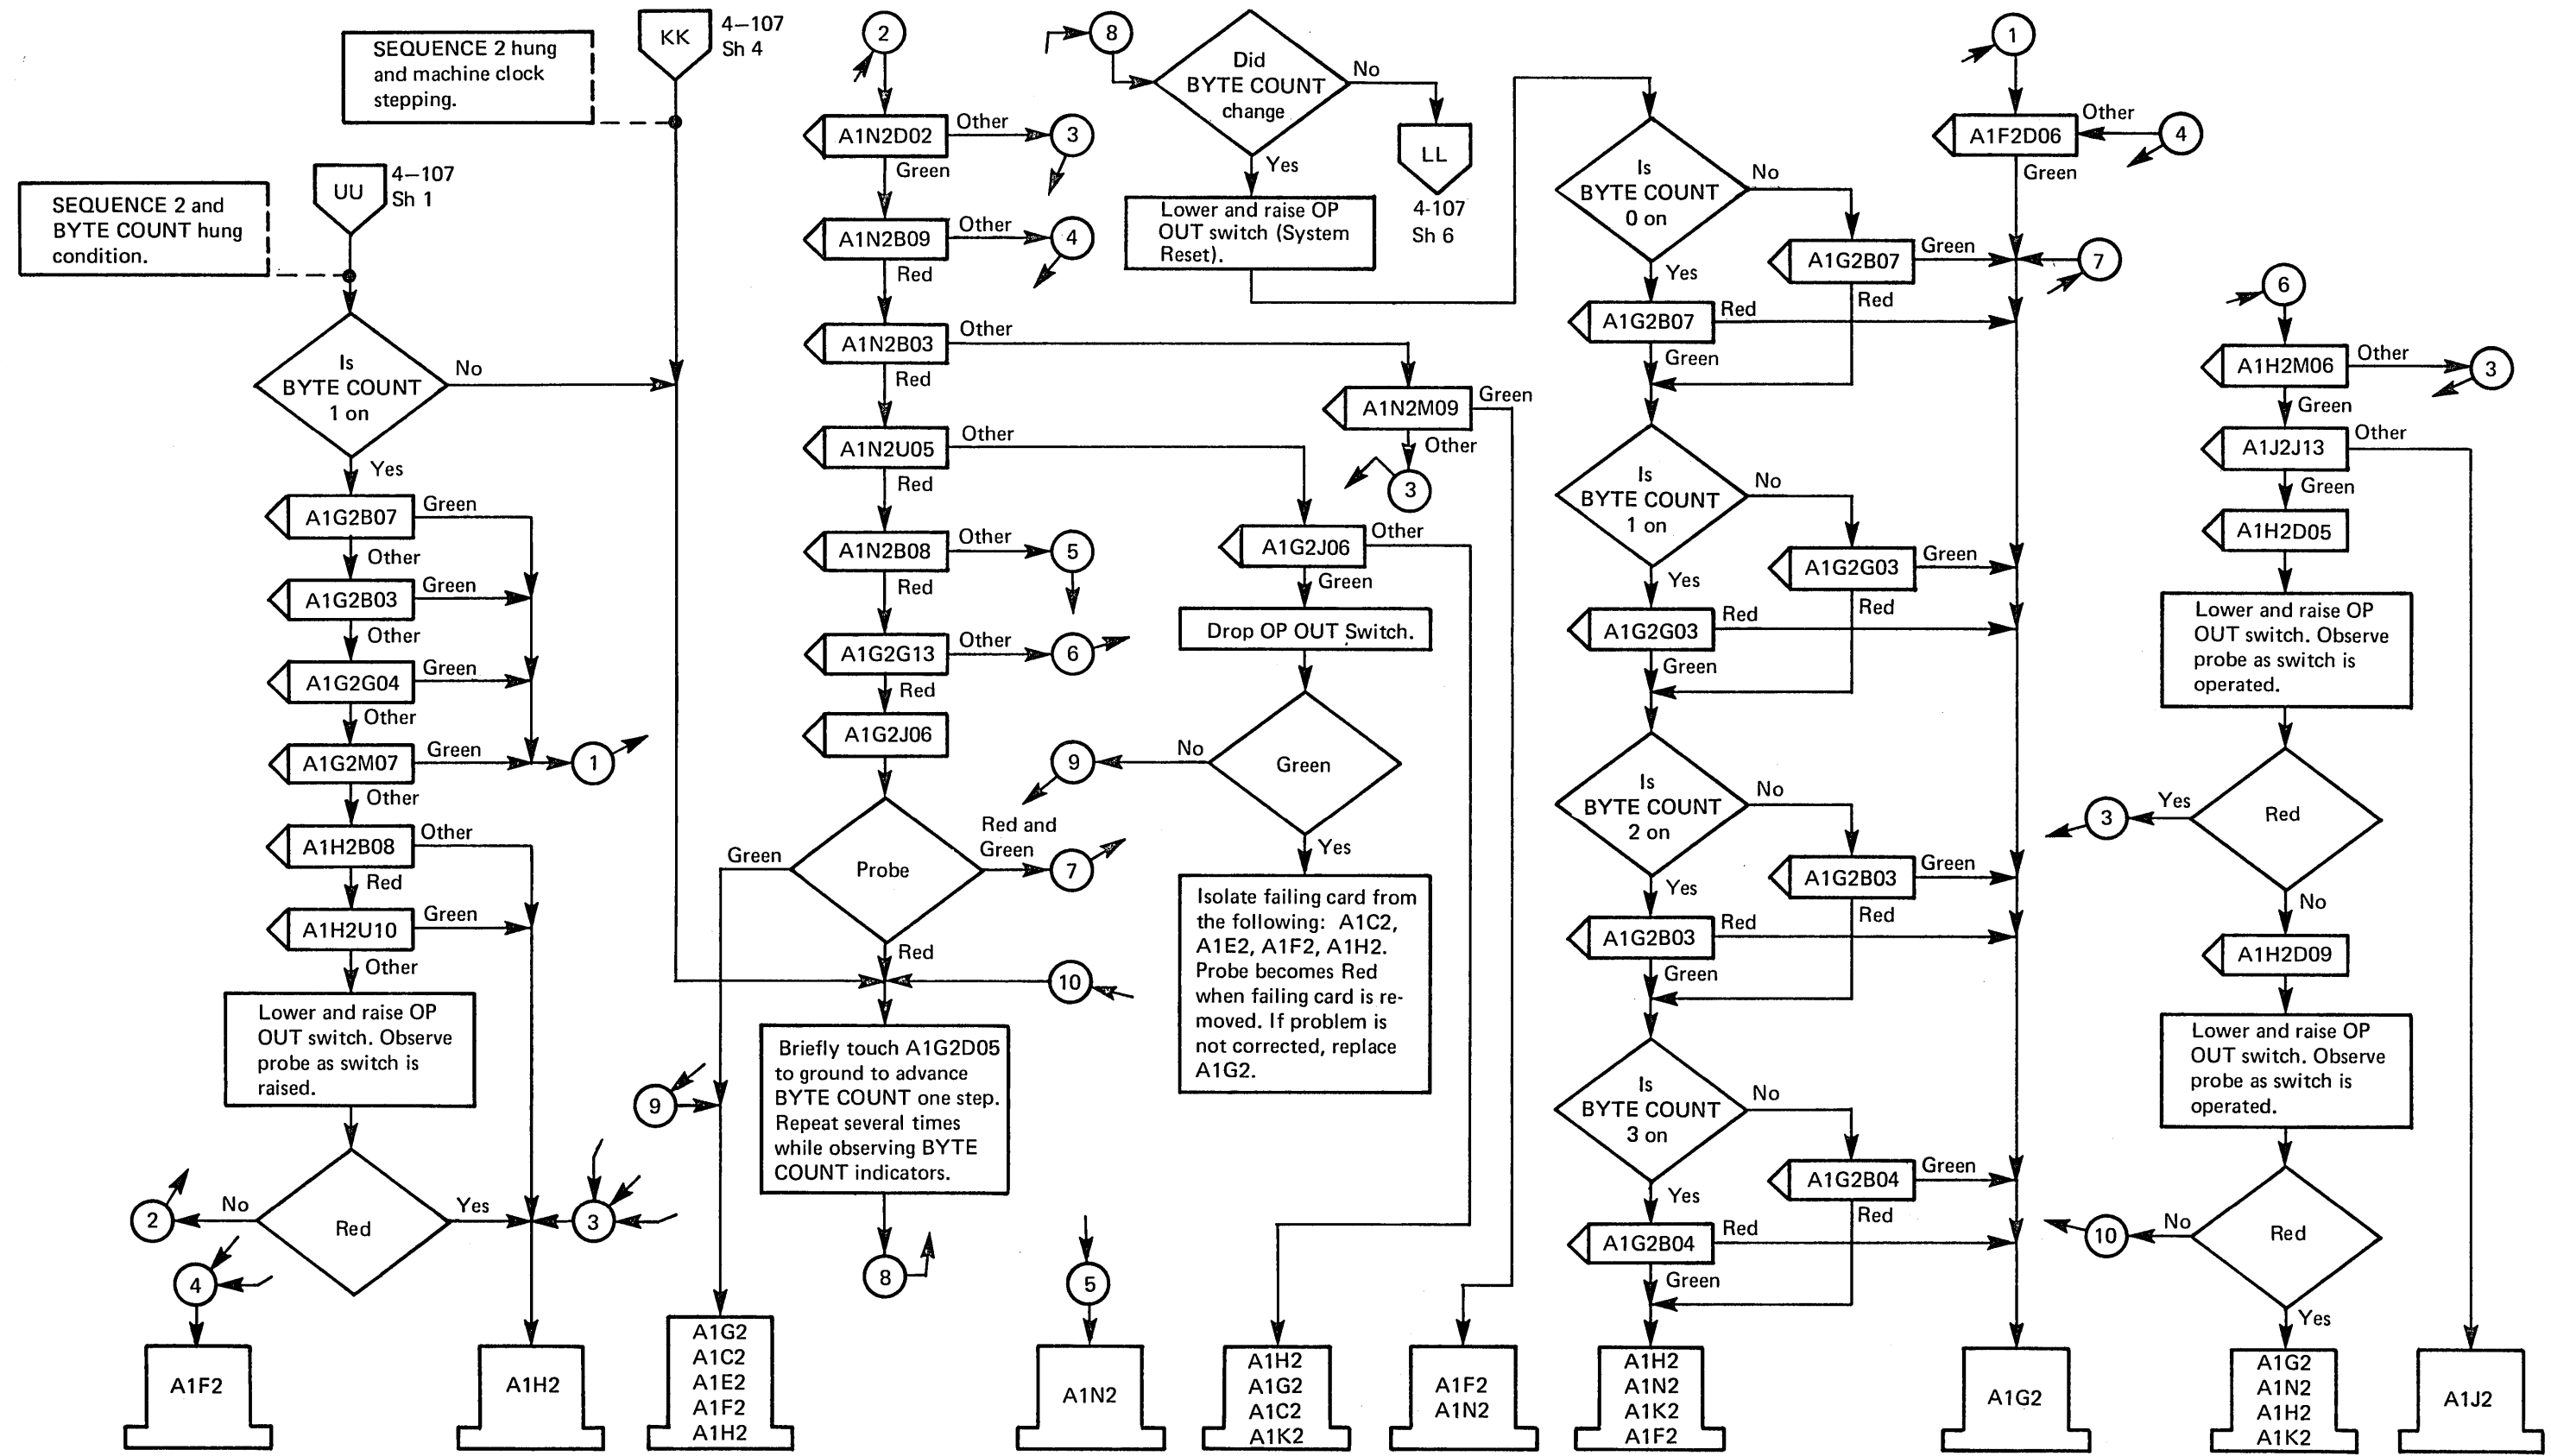 SEQUENCE 2 hung
and machine clock
stepping.
KK
4–107
Sh 4
SEQUENCE 2 and
BYTE COUNT hung
condition.
UU
4–107
Sh 1
Is
BYTE COUNT
1 on
No
Yes
A1G2B07
Green
Other
A1G2B03
Green
Other
A1G2G04
Green
Other
A1G2M07
Green
1
Other
A1H2B08
Other
Red
A1H2U10
Green
Other
Lower and raise OP
OUT switch. Observe
probe as switch is
raised.
Red
No
Yes
2
3
4
A1F2
A1H2
2
A1N2D02
Other
3
Green
A1N2B09
Other
4
Red
A1N2B03
Other
Red
A1N2U05
Other
Red
A1N2B08
Other
5
Red
A1G2G13
Other
6
Red
A1G2J06
Probe
Green
Red and
Green
7
Red
10
Briefly touch A1G2D05
to ground to advance
BYTE COUNT one step.
Repeat several times
while observing BYTE
COUNT indicators.
8
9
A1G2
A1C2
A1E2
A1F2
A1H2
5
A1N2
8
Did
BYTE COUNT
change
No
LL
4-107
Sh 6
Yes
Lower and raise OP
OUT switch (System
Reset).
A1N2M09
Green
Other
3
A1G2J06
Other
Green
Drop OP OUT Switch.
Green
No
9
Yes
Isolate failing card from
the following: A1C2,
A1E2, A1F2, A1H2.
Probe becomes Red
when failing card is re-
moved. If problem is
not corrected, replace
A1G2.
A1H2
A1G2
A1C2
A1K2
A1F2
A1N2
Is
BYTE COUNT
0 on
No
Yes
A1G2B07
Green
Red
A1G2B07
Red
Green
Is
BYTE COUNT
1 on
No
Yes
A1G2G03
Green
Red
A1G2G03
Red
Green
Is
BYTE COUNT
2 on
No
Yes
A1G2B03
Green
Red
A1G2B03
Red
Green
Is
BYTE COUNT
3 on
No
Yes
A1G2B04
Green
Red
A1G2B04
Red
Green
A1H2
A1N2
A1K2
A1F2
1
A1F2D06
Other
4
Green
7
A1G2
6
A1H2M06
Other
3
Green
A1J2J13
Other
Green
A1H2D05
Lower and raise OP
OUT switch. Observe
probe as switch is
operated.
Red
Yes
3
No
A1H2D09
Lower and raise OP
OUT switch. Observe
probe as switch is
operated.
Red
No
10
Yes
A1G2
A1N2
A1H2
A1K2
A1J2